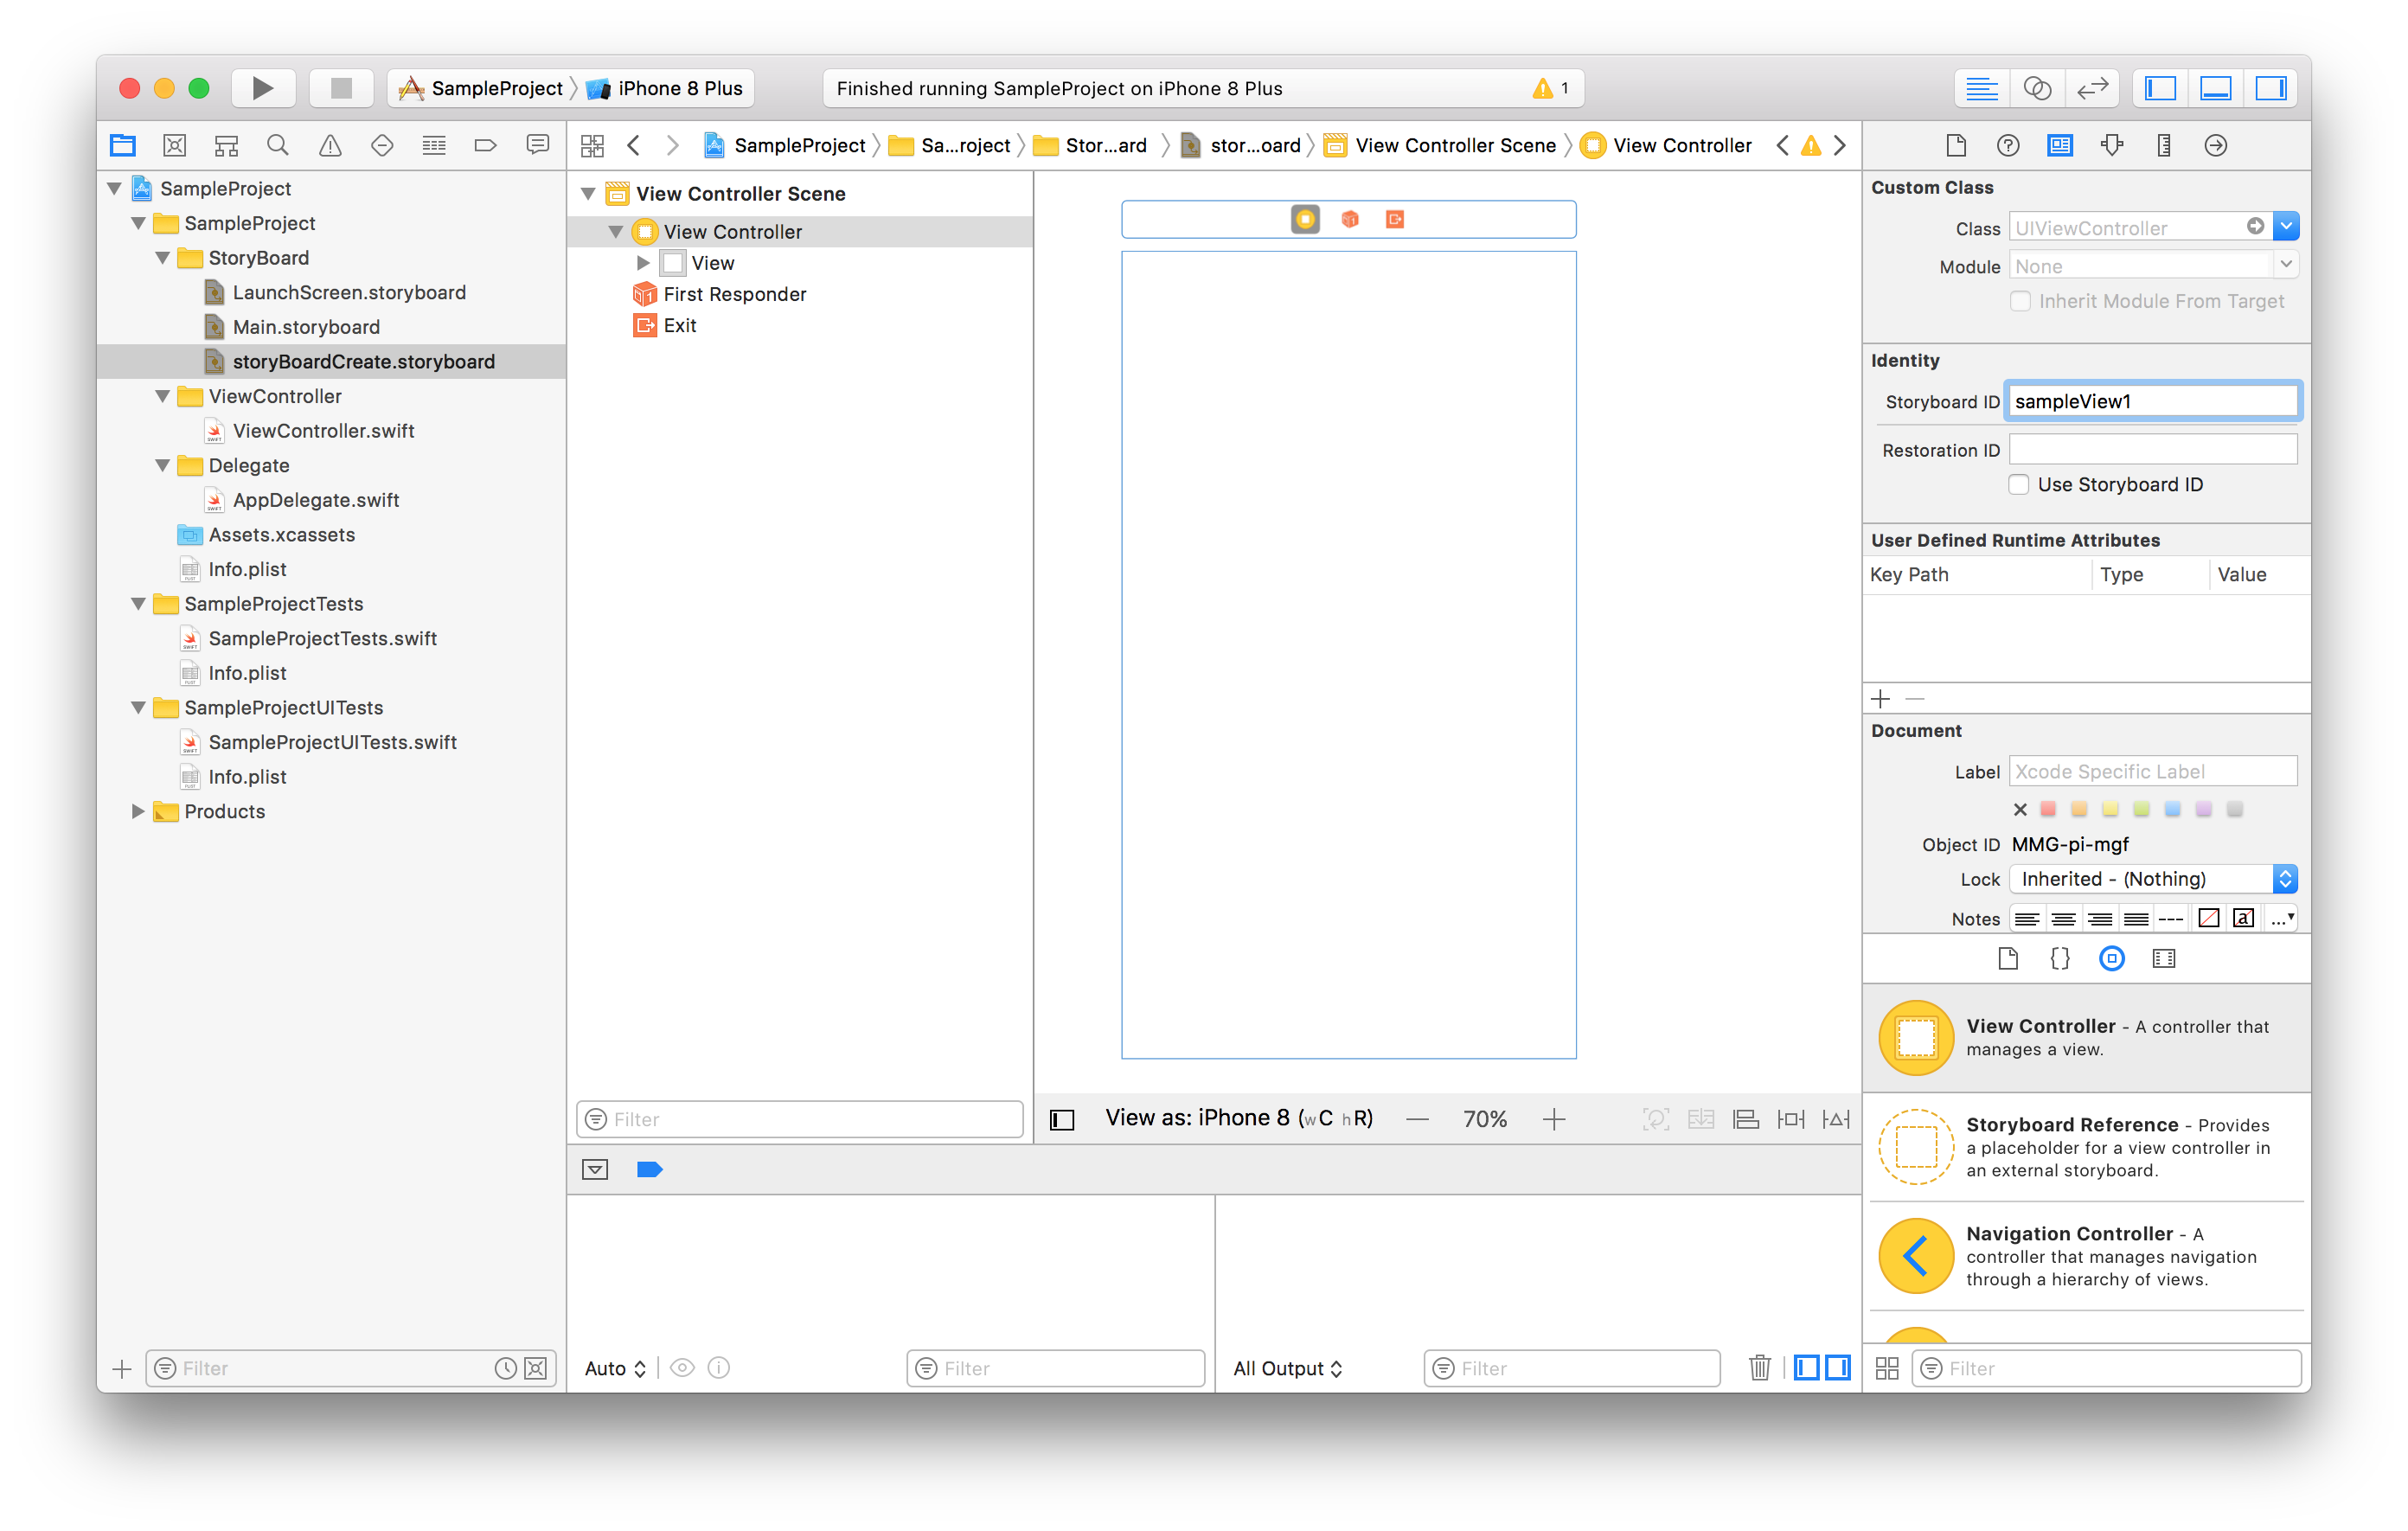 SampleProject iPhone 8 Plus
Finished running SampleProject on iPhone 8 Plus
1
SampleProject Sa...roject Stor...ard stor...oard View Controller Scene View Controller
SampleProject
SampleProject
StoryBoard
LaunchScreen.storyboard
Main.storyboard
storyBoardCreate.storyboard
ViewController
ViewController.swift
Delegate
AppDelegate.swift
Assets.xcassets
Info.plist
SampleProjectTests
SampleProjectTests.swift
Info.plist
SampleProjectUITests
SampleProjectUITests.swift
Info.plist
Products
Filter
View Controller Scene
View Controller
View
First Responder
Exit
Filter
View as: iPhone 8 (wC hR)
70%
Auto
Filter
All Output
Filter
Custom Class
Class UIViewController
Module None
Inherit Module From Target
Identity
Storyboard ID sampleView1
Restoration ID
Use Storyboard ID
User Defined Runtime Attributes
Key Path Type Value
Document
Label Xcode Specific Label
Object ID MMG-pi-mgf
Lock Inherited - (Nothing)
Notes
View Controller - A controller that
manages a view.
Storyboard Reference - Provides
a placeholder for a view controller in
an external storyboard.
Navigation Controller - A
controller that manages navigation
through a hierarchy of views.
Filter